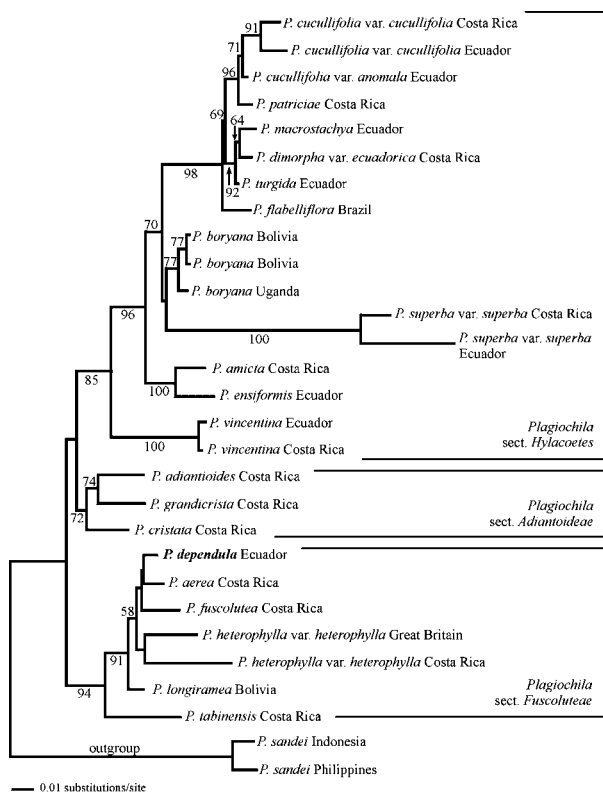 91 P. cucullifolia var. cucullifolia Costa Rica
71 P. cucullifolia var. cucullifolia Ecuador
96 P. cucullifolia var. anomala Ecuador
P. patriciae Costa Rica
69 64
P. macrostachya Ecuador
P. dimorpha var. ecuadorica Costa Rica
98
P. turgida Ecuador
92
P. flabelliflora Brazil
70
77 P. boryana Bolivia
77 P. boryana Bolivia
P. boryana Uganda
96
P. superba var. superba Costa Rica
100
P. superba var. superba
Ecuador
P. amicta Costa Rica
85
100 P. ensiformis Ecuador
P. vincentina Ecuador
Plagiochila
sect. Hylacoetes
100
P. vincentina Costa Rica
74 P. adiantioides Costa Rica
P. grandicrista Costa Rica
Plagiochila
sect. Adiantoideae
72
P. cristata Costa Rica
P. dependula Ecuador
P. aerea Costa Rica
58 P. fuscolutea Costa Rica
P. heterophylla var. heterophylla Great Britain
91
P. heterophylla var. heterophylla Costa Rica
94
P. longiramea Bolivia
Plagiochila
sect. Fuscoluteae
P. tabinensis Costa Rica
outgroup
P. sandei Indonesia
P. sandei Philippines
0.01 substitutions/site